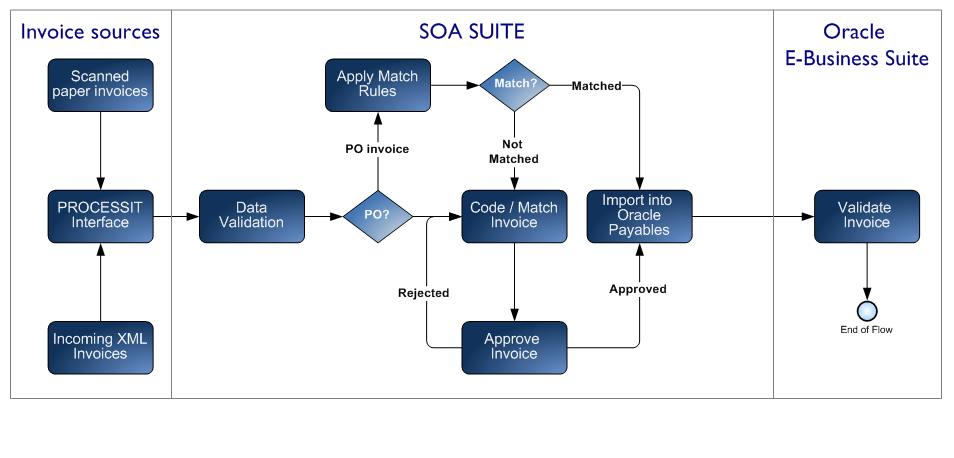 Invoice sources
SOA SUITE
Oracle
E-Business Suite
Scanned
paper invoices
Apply Match
Rules
Match?
Matched
PO invoice
Not
Matched
PROCESSIT
Interface
Data
Validation
PO?
Code / Match
Invoice
Import into
Oracle
Payables
Validate
Invoice
Rejected
Approved
Incoming XML
Invoices
Approve
Invoice
End of Flow